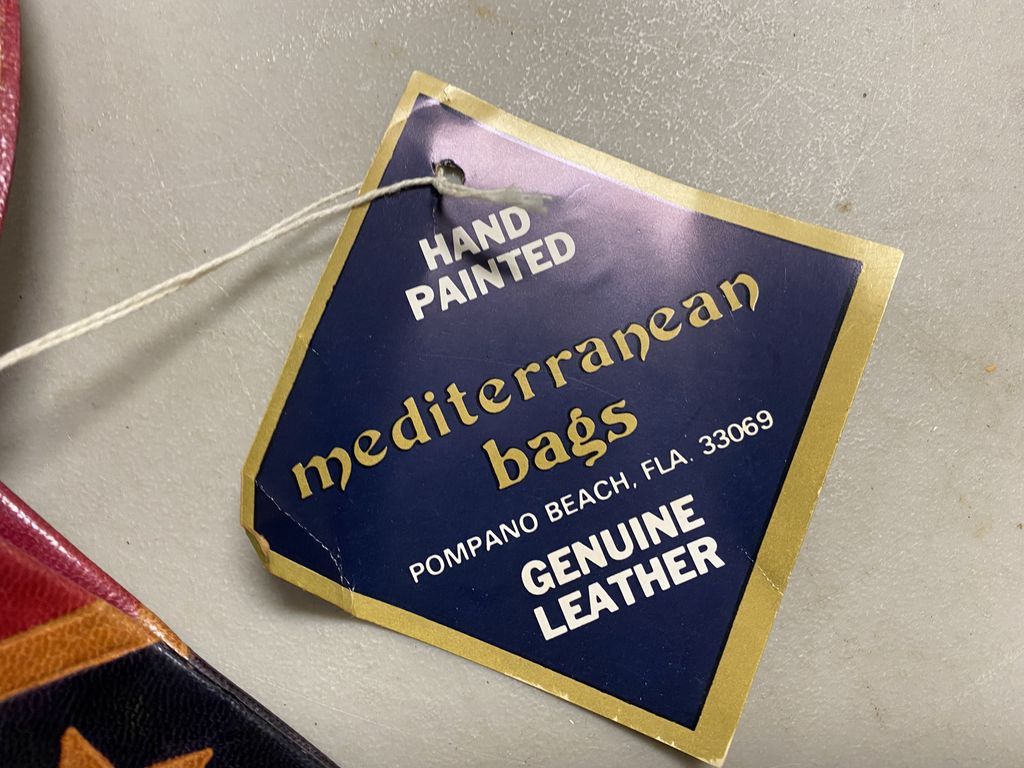 HAND
PAINTED
mediterranean
bags
POMPANO BEACH, FLA. 33069
GENUINE
LEATHER